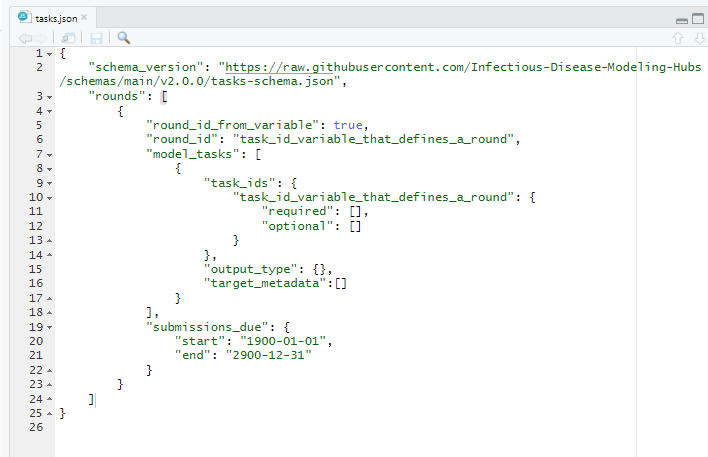 tasks.json
1 {
2     "schema_version": "https://raw.githubusercontent.com/Infectious-Disease-Modeling-Hubs
/schemas/main/v2.0.0/tasks-schema.json",
3     "rounds": [
4         {
5             "round_id_from_variable": true,
6             "round_id": "task_id_variable_that_defines_a_round",
7             "model_tasks": [
8                 {
9                     "task_ids": {
10                         "task_id_variable_that_defines_a_round": {
11                             "required": [],
12                             "optional": []
13                         }
14                     },
15                     "output_type": {},
16                     "target_metadata":[]
17                 }
18             ],
19             "submissions_due": {
20                 "start": "1900-01-01",
21                 "end": "2900-12-31"
22             }
23         }
24     ]
25 }
26